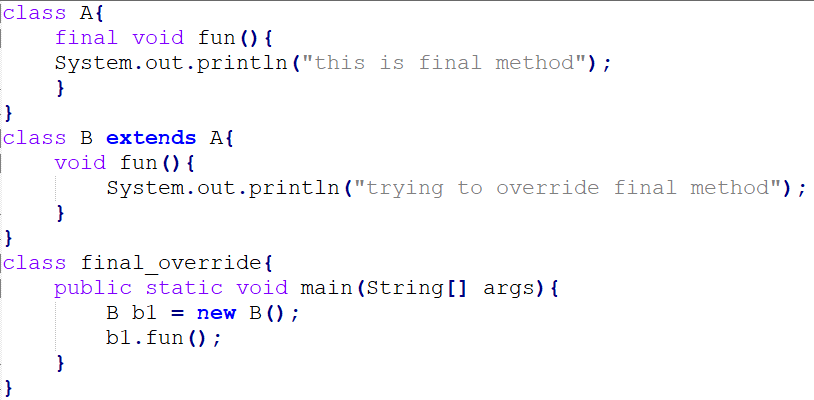 class A{
    final void fun(){
    System.out.println("this is final method");
    }
}
class B extends A{
    void fun(){
        System.out.println("trying to override final method");
    }
}
class final_override{
    public static void main(String[] args){
        B b1 = new B();
        b1.fun();
    }
}